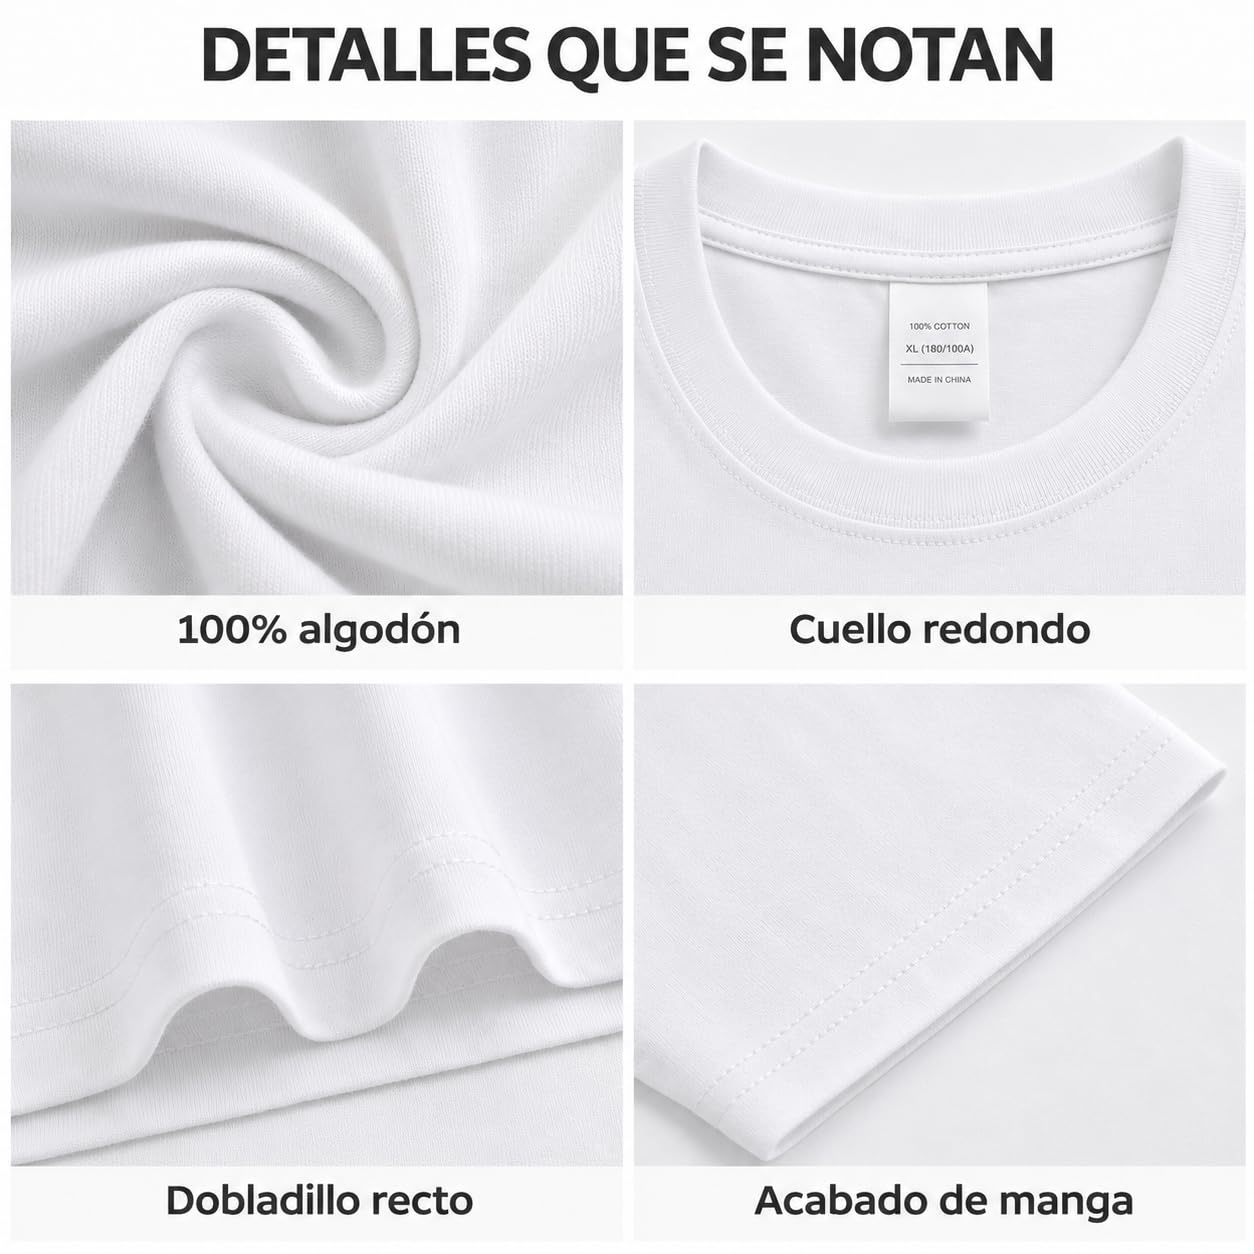 DETALLES QUE SE NOTAN
100% algodón
100% COTTON
XL (180/100A)
MADE IN CHINA
Cuello redondo
Dobladillo recto
Acabado de manga